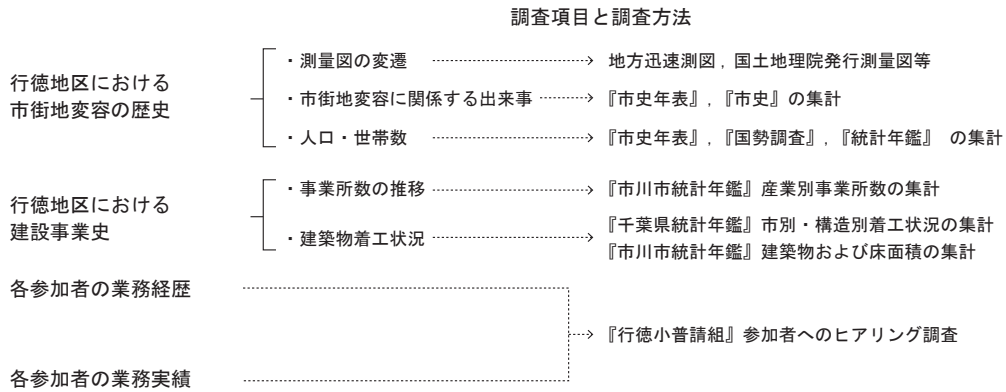 調査項目と調査方法
行徳地区における
市街地変容の歴史
・測量図の変遷
地方迅速測図，国土地理院発行測量図等
・市街地変容に関係する出来事
『市史年表』，『市史』の集計
・人口・世帯数
『市史年表』，『国勢調査』，『統計年鑑』 の集計
行徳地区における
建設事業史
・事業所数の推移
『市川市統計年鑑』産業別事業所数の集計
・建築物着工状況
『千葉県統計年鑑』市別・構造別着工状況の集計
『市川市統計年鑑』建築物および床面積の集計
各参加者の業務経歴
『行徳小普請組』参加者へのヒアリング調査
各参加者の業務実績